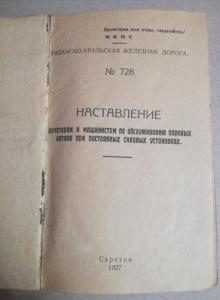 Пролетарии всех стран, соединяйтесь!
Н. К. П. С.
РЯЗАНСКО-УРАЛЬСКАЯ ЖЕЛЕЗНАЯ ДОРОГА.
№ 728
НАСТАВЛЕНИЕ
кочегарам и машинистам по обслуживанию паровых
котлов при постоянных силовых установках.
Саратов
1927